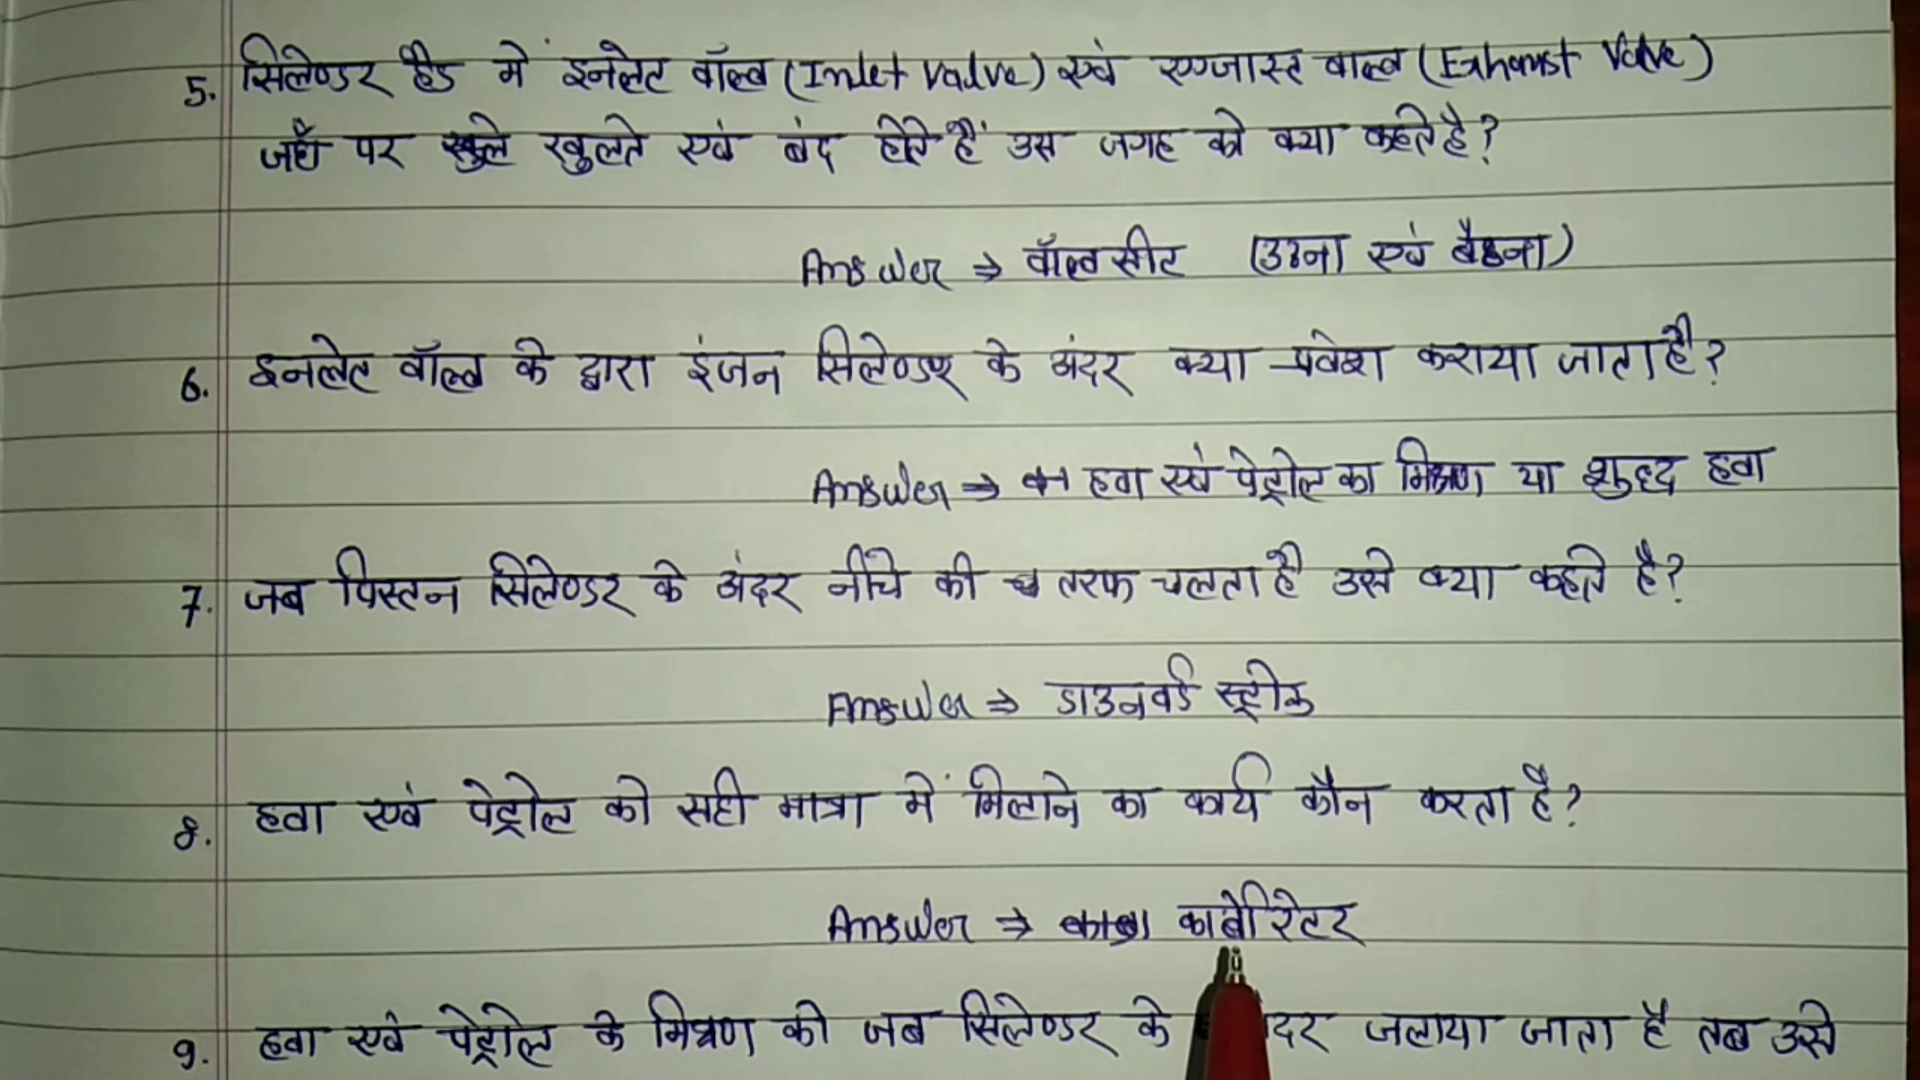 5. सिलेण्डर हैड में इनलेट वॉल्व (Inlet Valve) एवं एग्जास्ट वाल्व (Exhaust Valve)
जहाँ पर खुलते एवं बंद होते हैं उस जगह को क्या कहते है?
Answer ⇒ वॉल्व सीट (उठना एवं बैठना)
6. इनलेट वॉल्व के द्वारा इंजन सिलेण्डर के अंदर क्या प्रवेश कराया जाता है?
Answer ⇒ हवा एवं पेट्रोल का मिश्रण या शुद्ध हवा
7. जब पिस्टन सिलेण्डर के अंदर नीचे की तरफ चलता है उसे क्या कहते है?
Answer ⇒ डाउनवर्ड स्ट्रोक
8. हवा एवं पेट्रोल को सही मात्रा में मिलाने का कार्य कौन करता है?
Answer ⇒ कार्बोरेटर
9. हवा एवं पेट्रोल के मिश्रण को जब सिलेण्डर के जलाया जाता है तब उसे